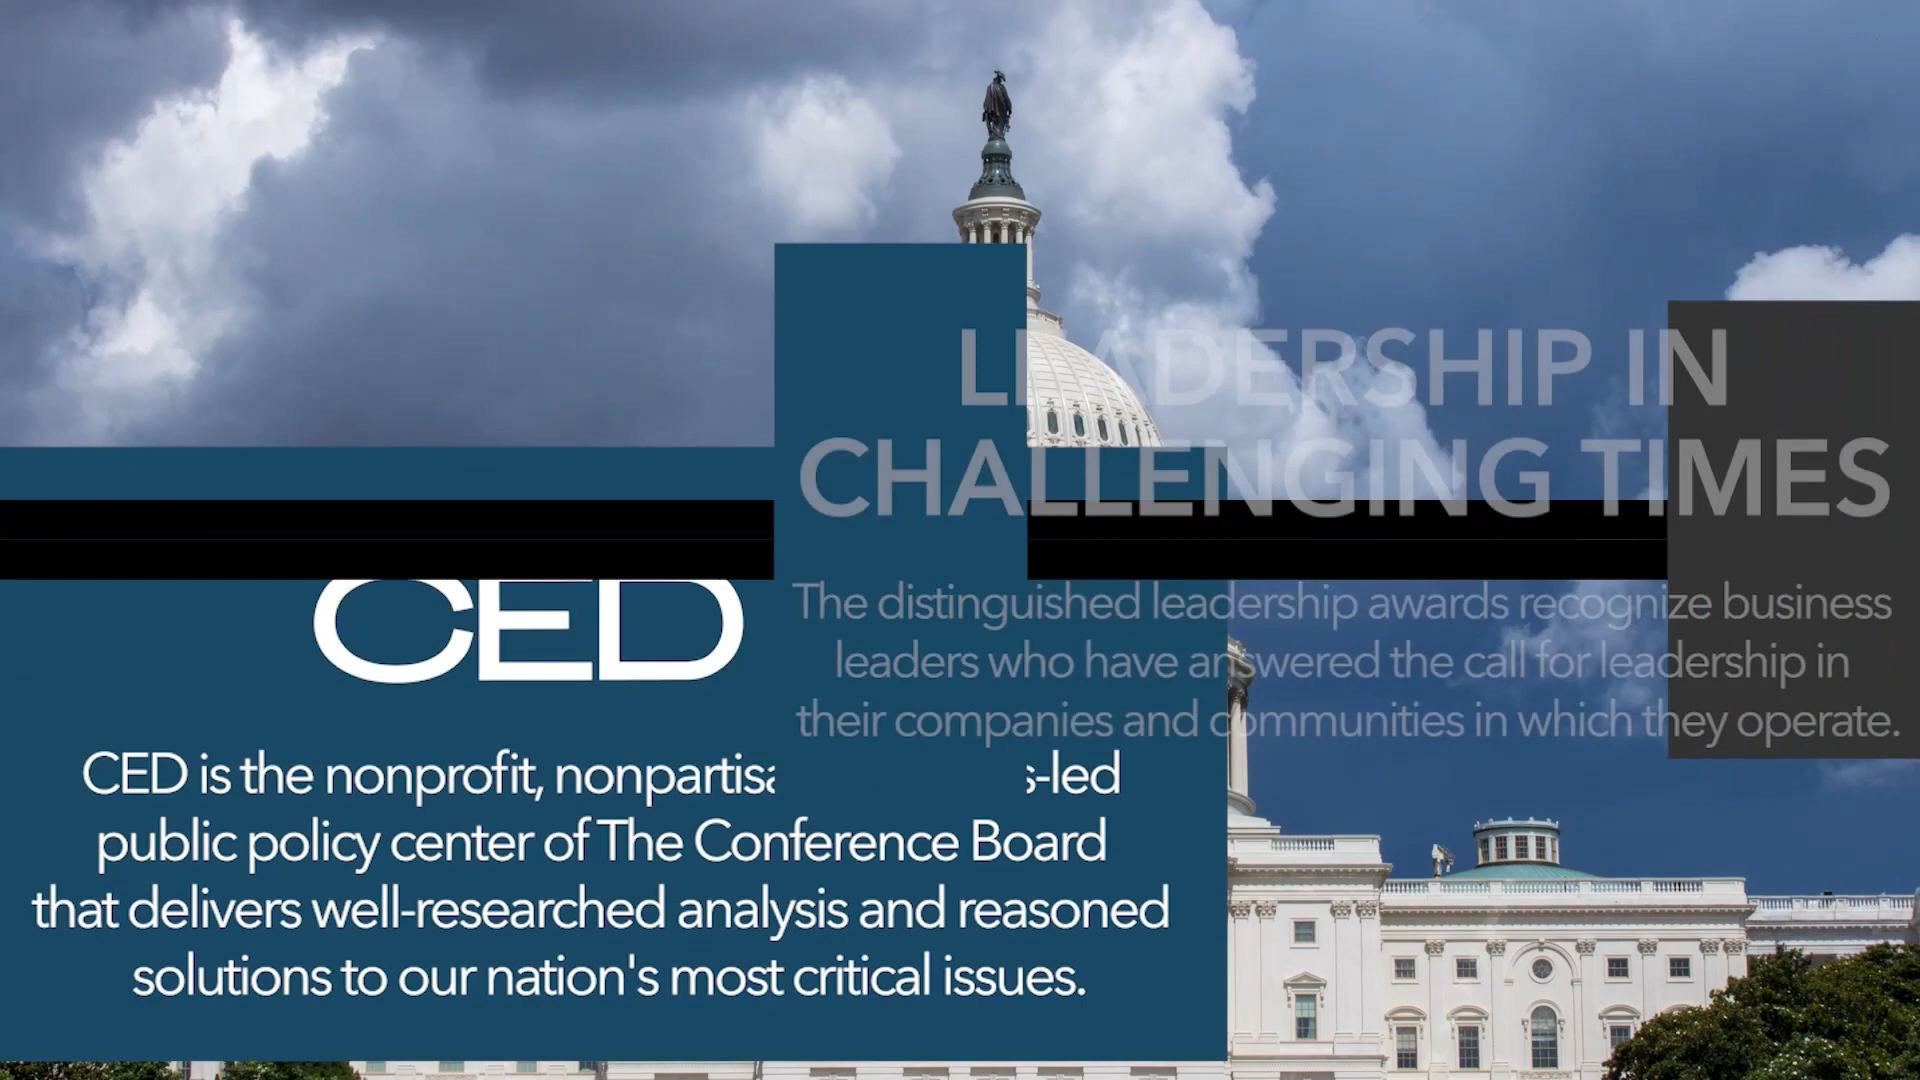 LEADERSHIP IN
CHALLENGING TIMES
The distinguished leadership awards recognize business
leaders who have answered the call for leadership in
their companies and communities in which they operate.
CED
CED is the nonprofit, -led
public policy center of The Conference Board
that delivers well-researched analysis and reasoned
solutions to our nation's most critical issues.